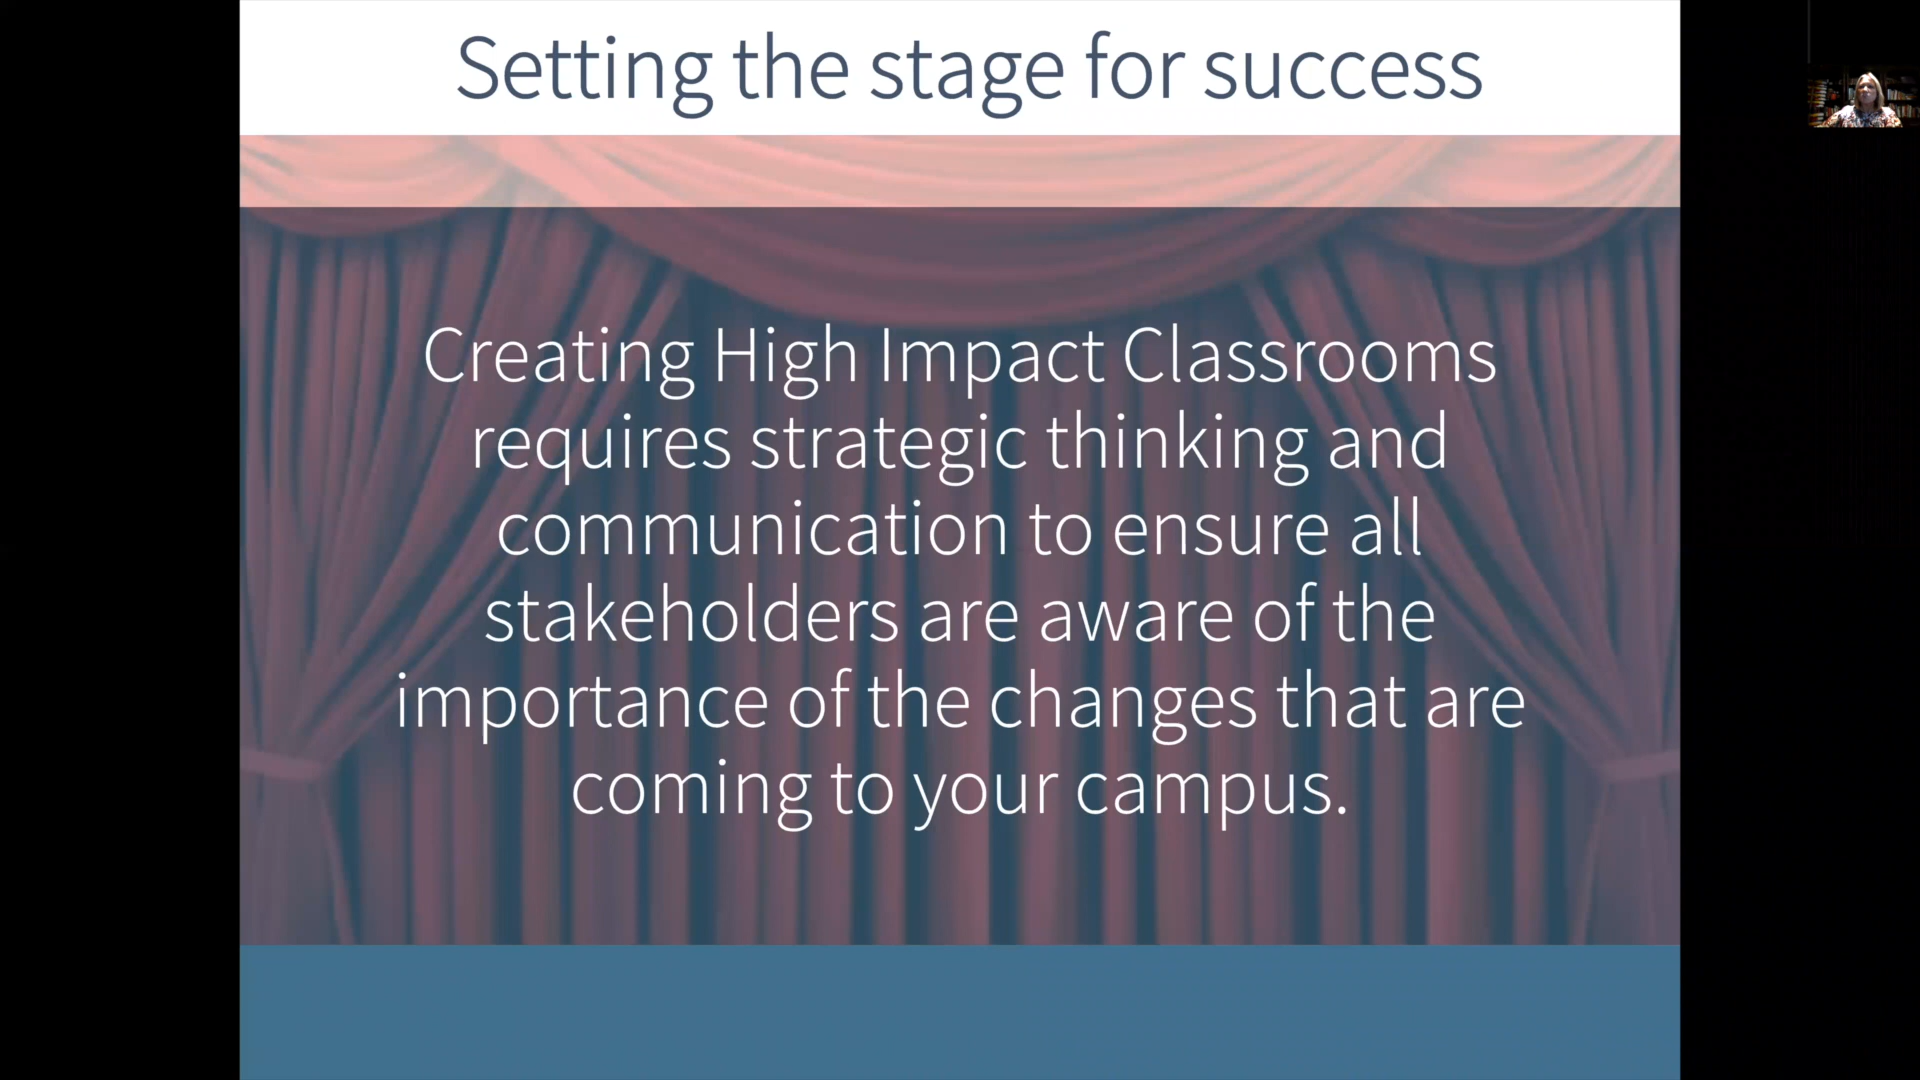 Setting the stage for success
Creating High Impact Classrooms
requires strategic thinking and
communication to ensure all
stakeholders are aware of the
importance of the changes that are
coming to your campus.